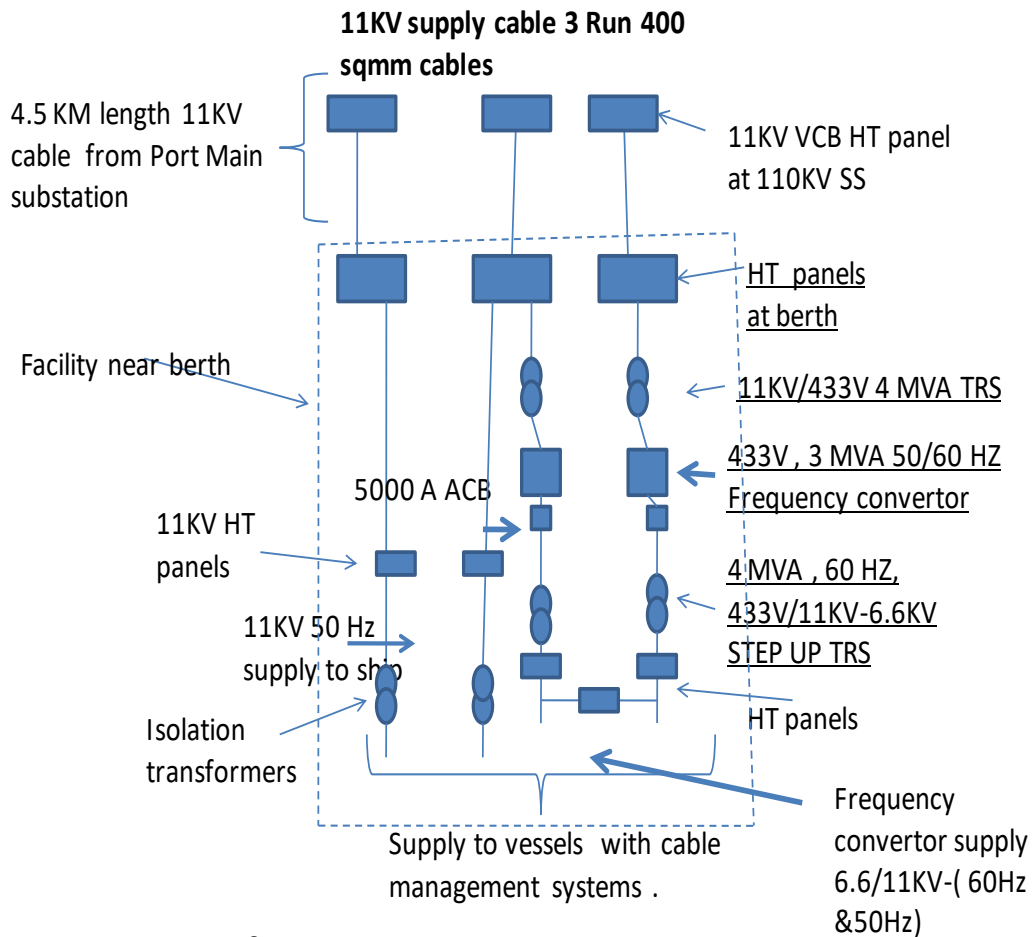 11KV supply cable 3 Run 400
sqmm cables
4.5 KM length 11KV
cable from Port Main
substation
11KV VCB HT panel
at 110KV SS
HT panels
at berth
Facility near berth
11KV/433V 4 MVA TRS
433V , 3 MVA 50/60 HZ
Frequency convertor
5000 A ACB
11KV HT
panels
4 MVA , 60 HZ,
433V/11KV-6.6KV
STEP UP TRS
11KV 50 Hz
supply to ship
HT panels
Isolation
transformers
Frequency
convertor supply
6.6/11KV-( 60Hz
&50Hz)
Supply to vessels with cable
management systems .